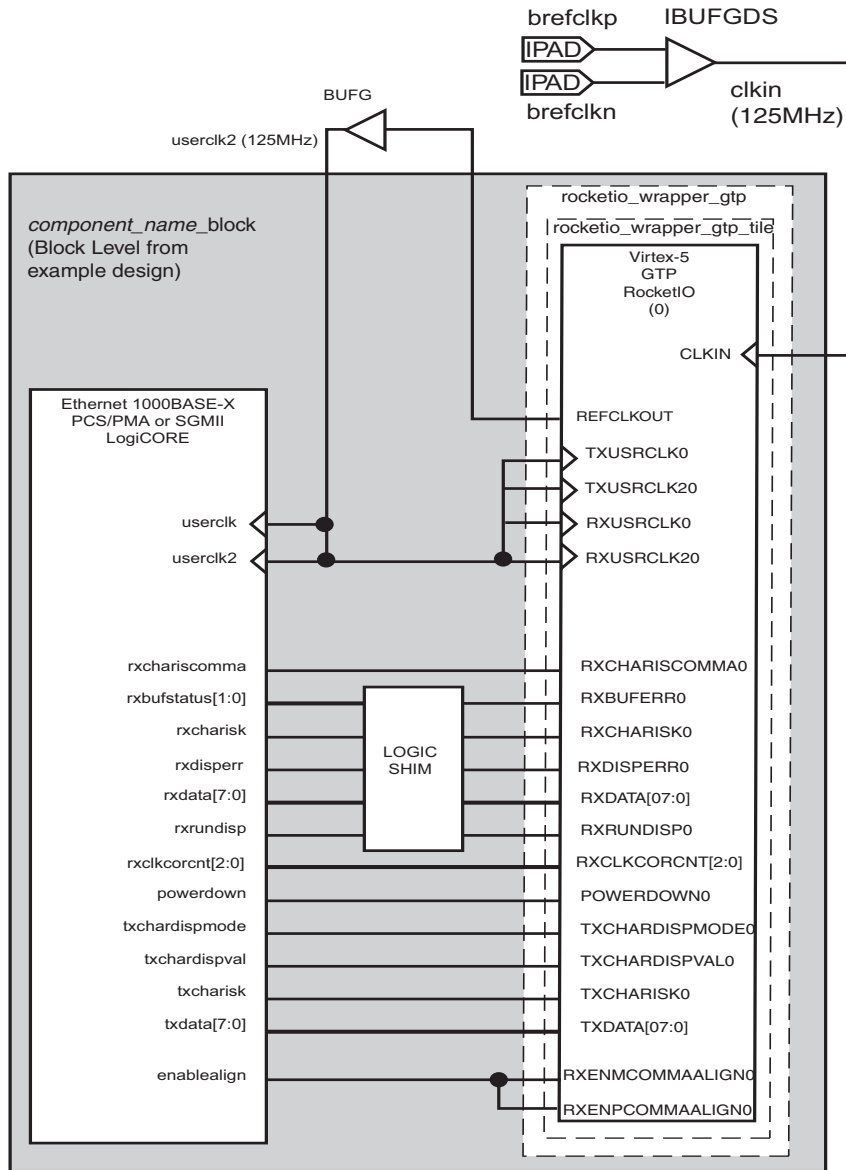 brefclkp
IBUFGDS
IPAD
IPAD
brefclkn
clkin
(125MHz)
BUFG
userclk2 (125MHz)
component_name_block
(Block Level from
example design)
rocketio_wrapper_gtp
rocketio_wrapper_gtp_tile
Virtex-5
GTP
RocketIO
(0)
CLKIN
Ethernet 1000BASE-X
PCS/PMA or SGMII
LogiCORE
REFCLKOUT
TXUSRCLK0
TXUSRCLK20
userclk
RXUSRCLK0
userclk2
RXUSRCLK20
rxchariscomma
RXCHARISCOMMA0
rxbufstatus[1:0]
RXBUFERR0
rxcharisk
RXCHARISK0
LOGIC
SHIM
rxdisperr
RXDISPERR0
rxdata[7:0]
RXDATA[07:0]
rxrundisp
RXRUNDISP0
rxclkcorcnt[2:0]
RXCLKCORCNT[2:0]
powerdown
POWERDOWN0
txchardispmode
TXCHARDISPMODE0
txchardispval
TXCHARDISPVAL0
txcharisk
TXCHARISK0
txdata[7:0]
TXDATA[07:0]
enablealign
RXENMCOMMAALIGN0
RXENPCOMMAALIGN0